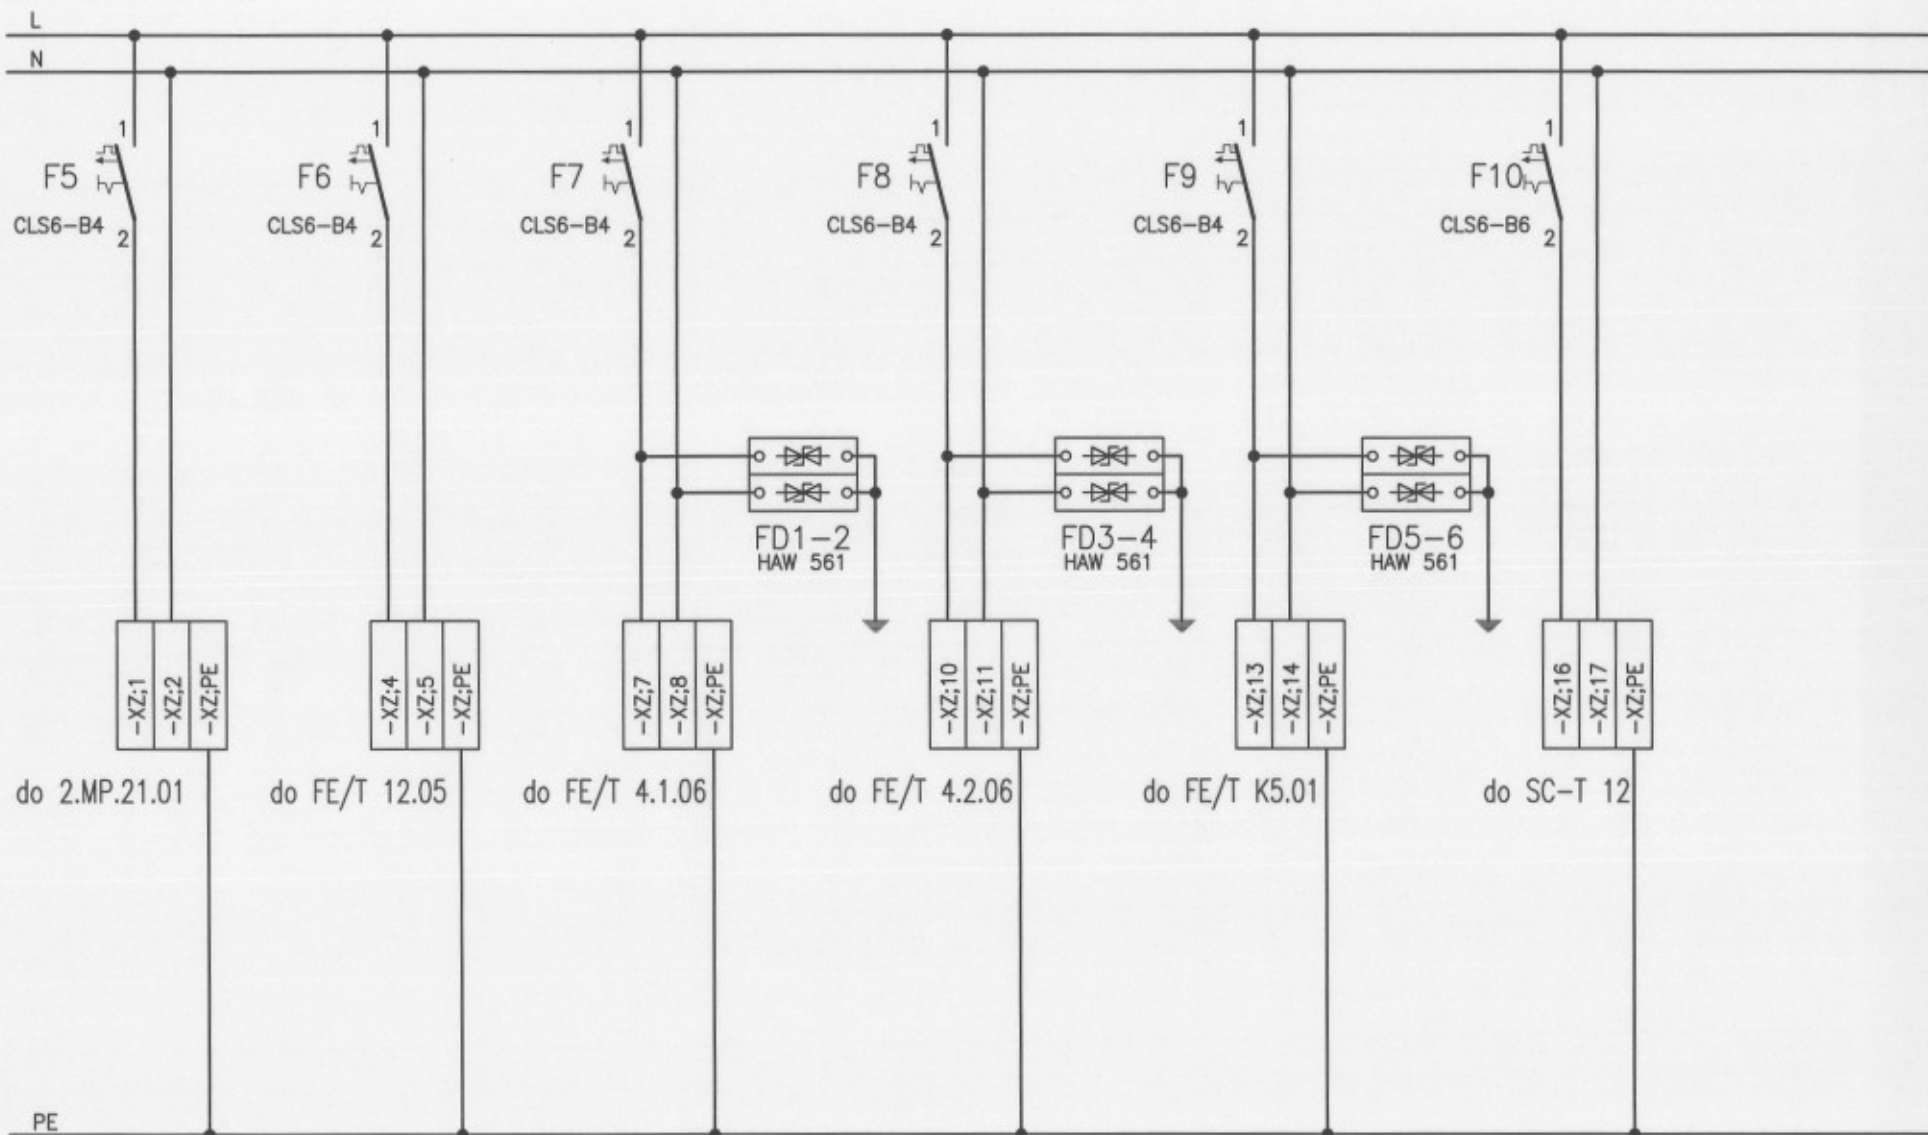 L
N
1 1 1 1 1 1
F5 F6 F7 F8 F9 F10
CLS6-B4 CLS6-B4 CLS6-B4 CLS6-B4 CLS6-B4 CLS6-B6
2 2 2 2 2 2
FD1-2 FD3-4 FD5-6
HAW 561 HAW 561 HAW 561
-XZ;1 -XZ;2 -XZ;PE -XZ;4 -XZ;5 -XZ;PE -XZ;7 -XZ;8 -XZ;PE -XZ;10 -XZ;11 -XZ;PE -XZ;13 -XZ;14 -XZ;PE -XZ;16 -XZ;17 -XZ;PE
do 2.MP.21.01 do FE/T 12.05 do FE/T 4.1.06 do FE/T 4.2.06 do FE/T K5.01 do SC-T 12
PE